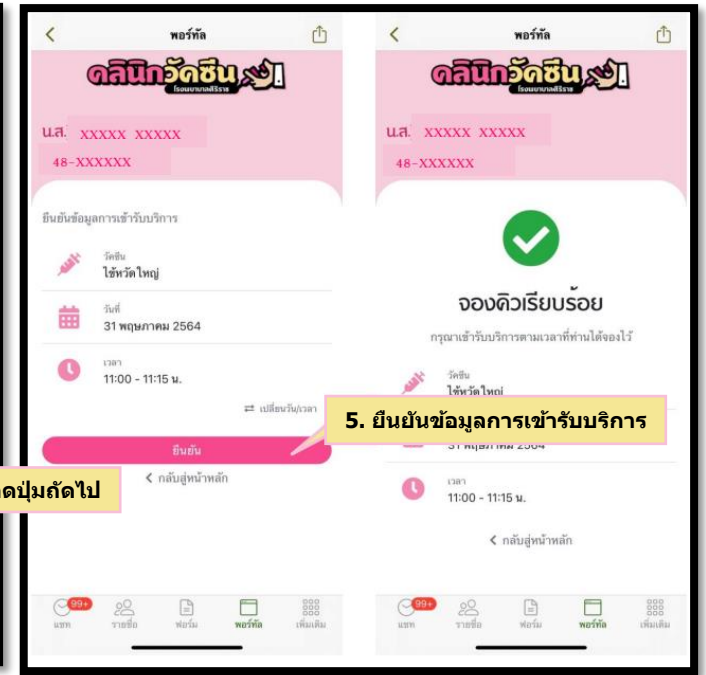 พอร์ทัล
คลินิกวัคซีน
โรงพยาบาลศิริราช
น.ส. XXXXX XXXXX
48-XXXXXX
ยืนยันข้อมูลการเข้ารับบริการ
วัคซีน
ไข้หวัดใหญ่
วันที่
31 พฤษภาคม 2564
เวลา
11:00 - 11:15 น.
เปลี่ยนวัน/เวลา
ยืนยัน
กลับสู่หน้าหลัก
ดปุ่มถัดไป
99+
แชท
รายชื่อ
ฟอร์ม
พอร์ทัล
เพิ่มเติม
พอร์ทัล
คลินิกวัคซีน
โรงพยาบาลศิริราช
น.ส. XXXXX XXXXX
48-XXXXXX
จองคิวเรียบร้อย
กรุณาเข้ารับบริการตามเวลาที่ท่านได้จองไว้
วัคซีน
ไข้หวัดใหญ่
5. ยืนยันข้อมูลการเข้ารับบริการ
31 พฤษภาคม 2564
เวลา
11:00 - 11:15 น.
กลับสู่หน้าหลัก
99+
แชท
รายชื่อ
ฟอร์ม
พอร์ทัล
เพิ่มเติม